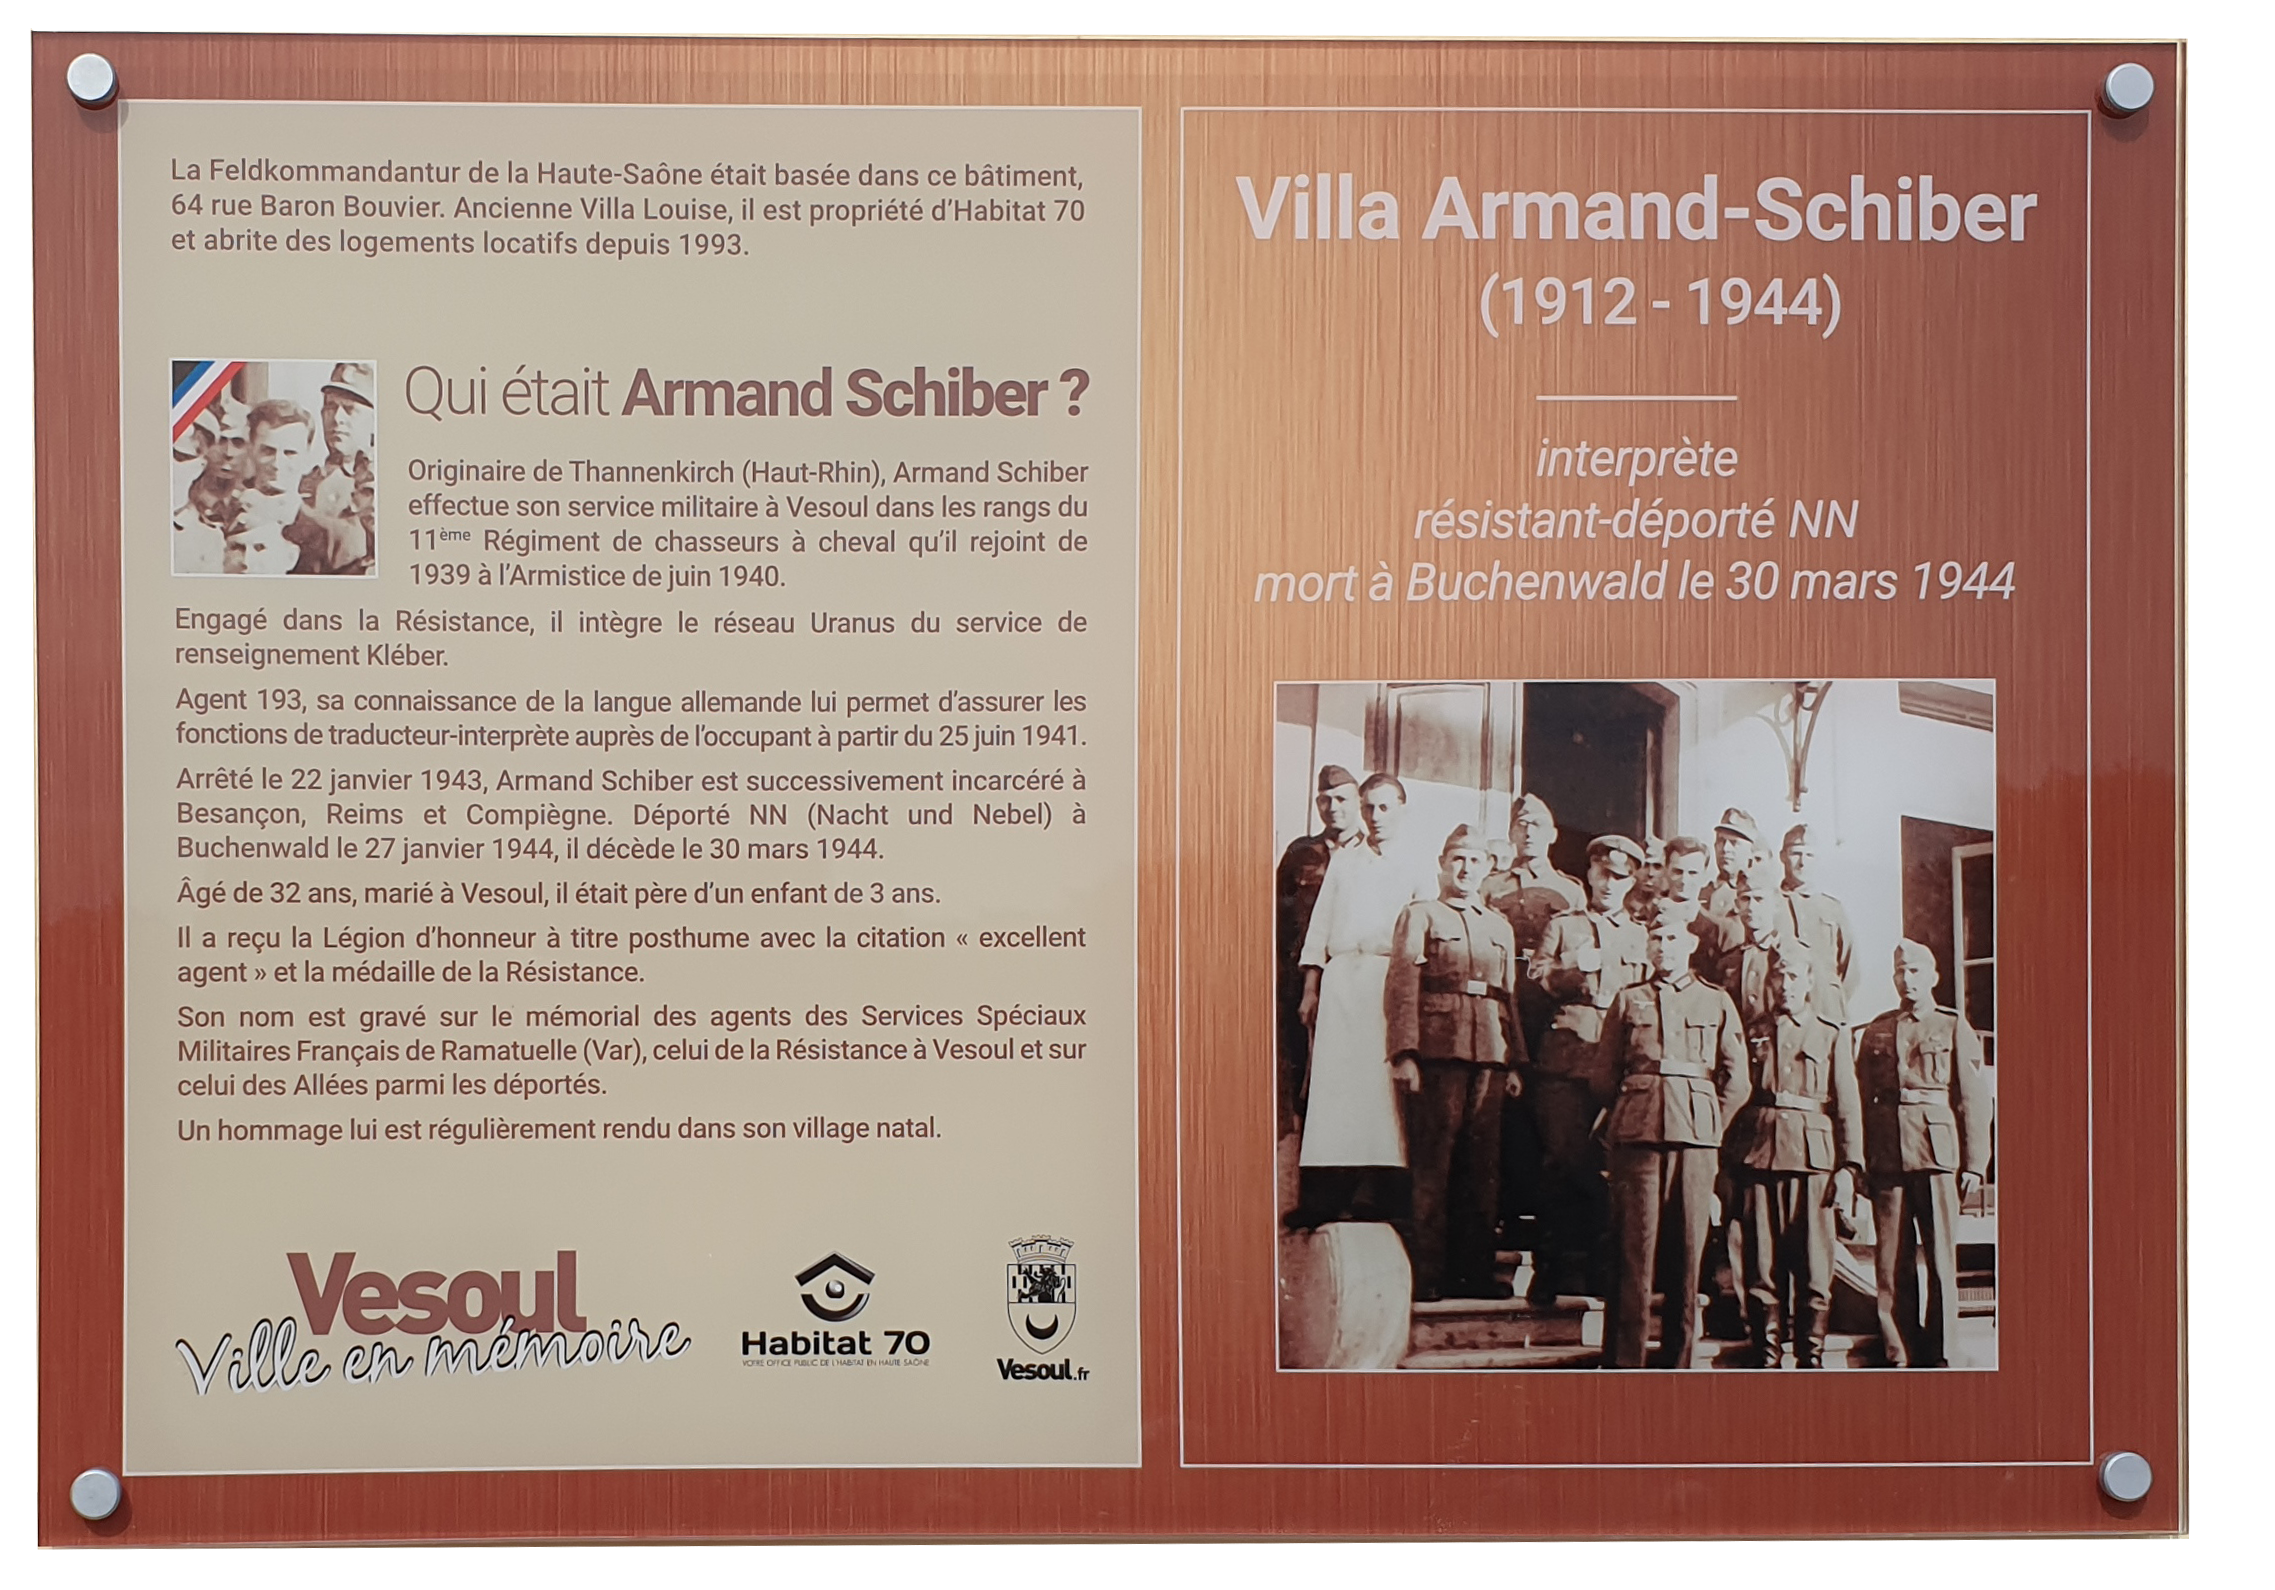 La Feldkommandantur de la Haute-Saône était basée dans ce bâtiment,
64 rue Baron Bouvier. Ancienne Villa Louise, il est propriété d'Habitat 70
et abrite des logements locatifs depuis 1993.
Qui était Armand Schiber ?
Originaire de Thannenkirch (Haut-Rhin), Armand Schiber
effectue son service militaire à Vesoul dans les rangs du
11ème Régiment de chasseurs à cheval qu'il rejoint de
1939 à l'Armistice de juin 1940.
Engagé dans la Résistance, il intègre le réseau Uranus du service de
renseignement Kléber.
Agent 193, sa connaissance de la langue allemande lui permet d'assurer les
fonctions de traducteur-interprète auprès de l'occupant à partir du 25 juin 1941.
Arrêté le 22 janvier 1943, Armand Schiber est successivement incarcéré à
Besançon, Reims et Compiègne. Déporté NN (Nacht und Nebel) à
Buchenwald le 27 janvier 1944, il décède le 30 mars 1944.
Âgé de 32 ans, marié à Vesoul, il était père d'un enfant de 3 ans.
Il a reçu la Légion d'honneur à titre posthume avec la citation « excellent
agent » et la médaille de la Résistance.
Son nom est gravé sur le mémorial des agents des Services Spéciaux
Militaires Français de Ramatuelle (Var), celui de la Résistance à Vesoul et sur
celui des Allées parmi les déportés.
Un hommage lui est régulièrement rendu dans son village natal.
Vesoul
Ville en mémoire
Habitat 70
VOTRE OFFICE PUBLIC DE L'HABITAT EN HAUTE-SAÔNE
Vesoul.fr
Villa Armand-Schiber
(1912 - 1944)
interprète
résistant-déporté NN
mort à Buchenwald le 30 mars 1944